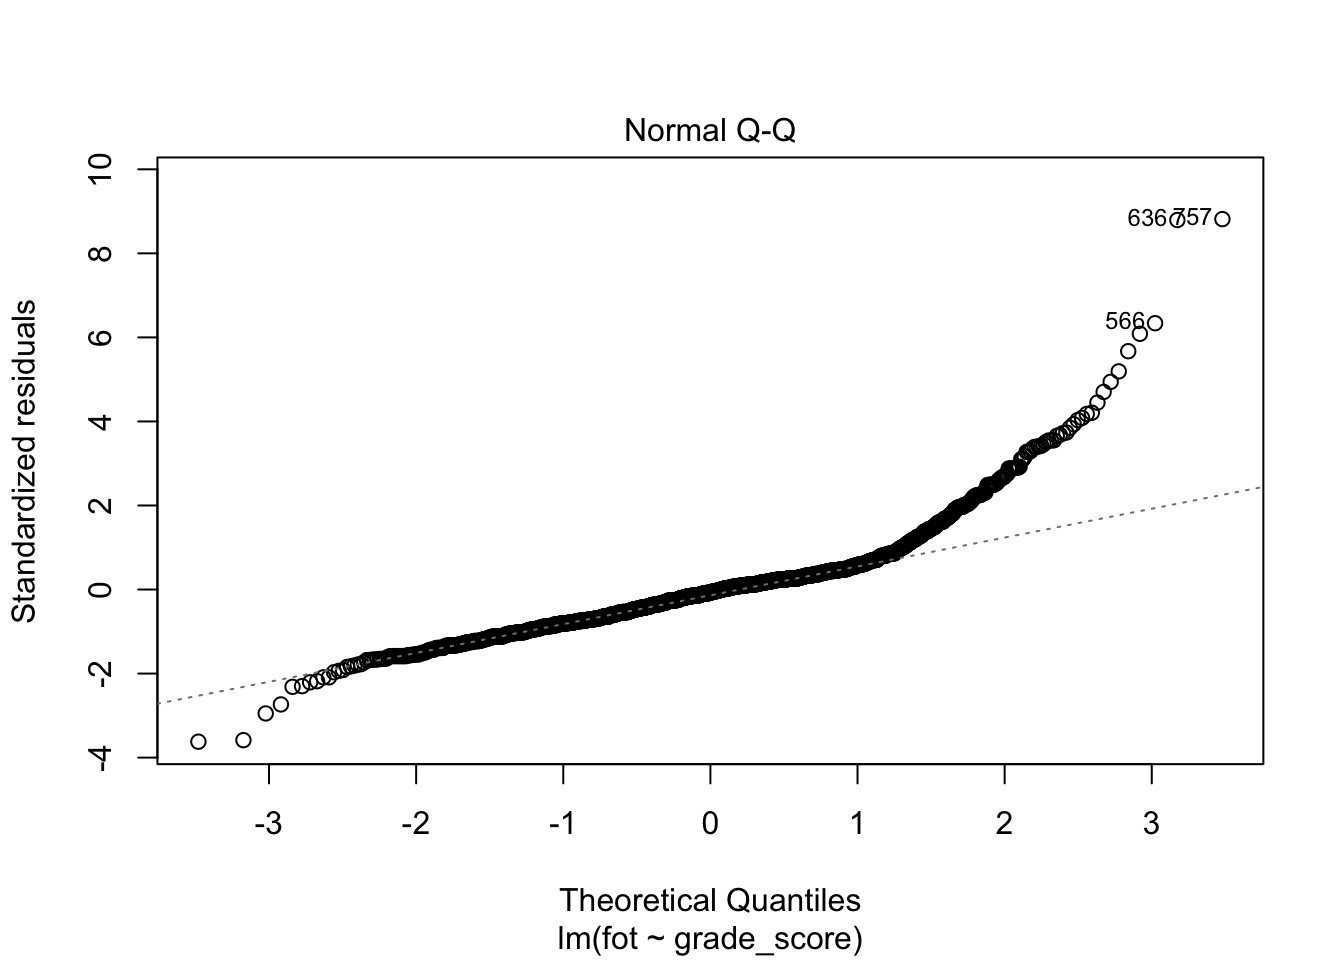 Normal Q-Q
10
8
6
4
2
0
-2
-4
Standardized residuals
636
757
566
-3 -2 -1 0 1 2 3
Theoretical Quantiles
lm(fot ~ grade_score)